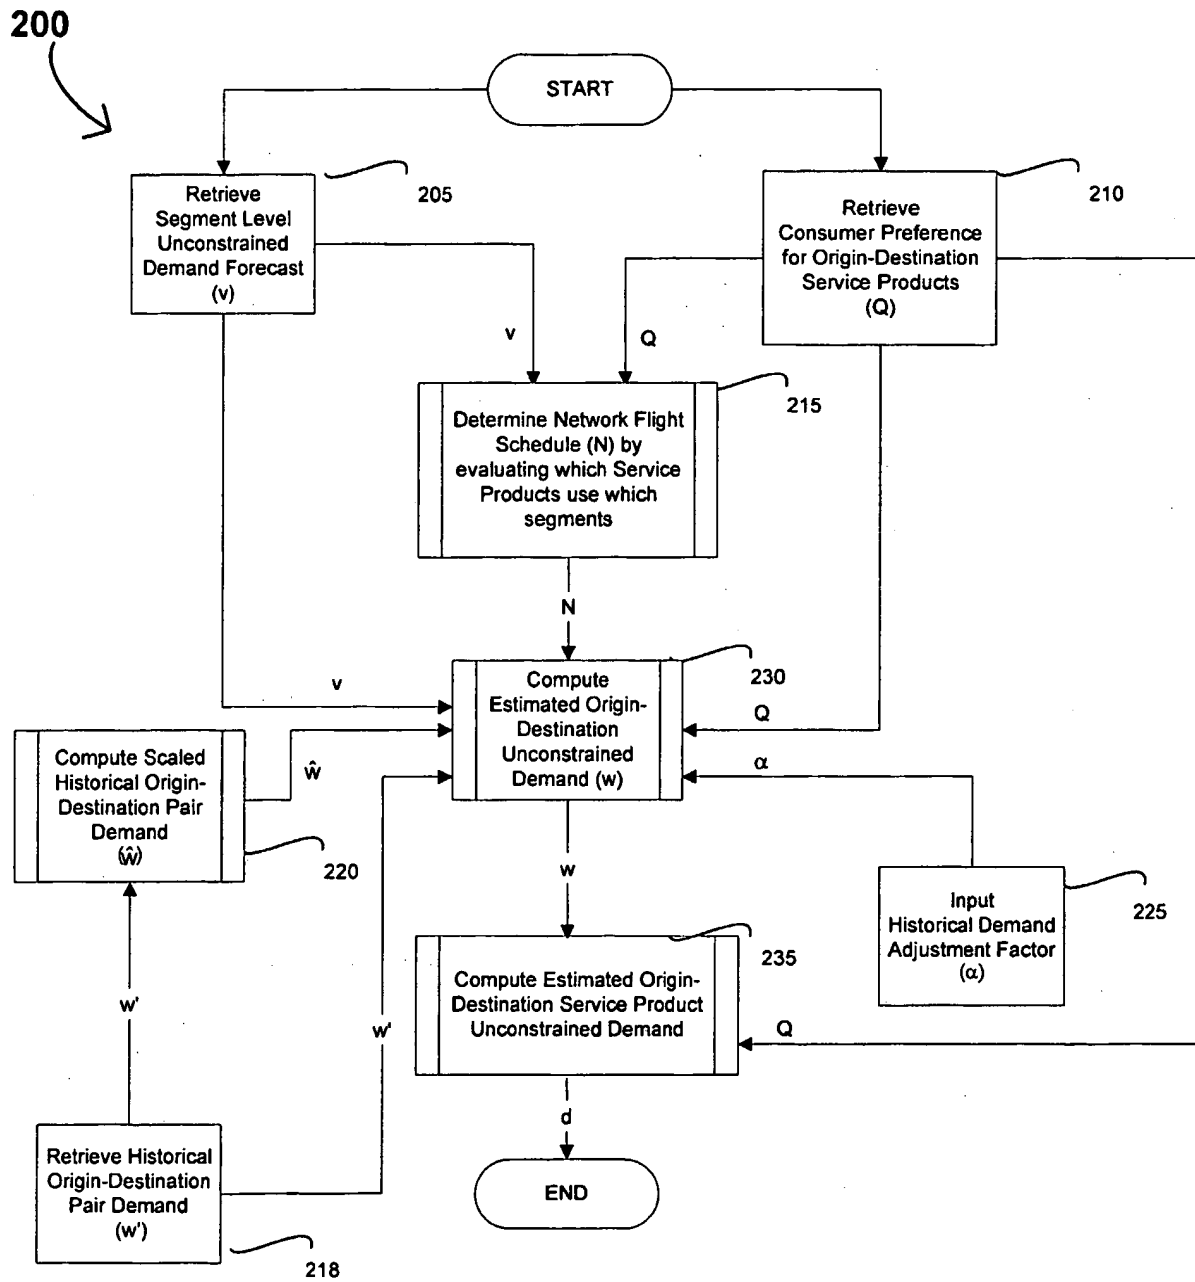 200
START
Retrieve
Segment Level
Unconstrained
Demand Forecast
(v)
205
Retrieve
Consumer Preference
for Origin-Destination
Service Products
(Q)
210
v
Q
Determine Network Flight
Schedule (N) by
evaluating which Service
Products use which
segments
215
N
v
Compute
Estimated Origin-
Destination
Unconstrained
Demand (w)
230
Q
α
Compute Scaled
Historical Origin-
Destination Pair
Demand
(ŵ)
220
ŵ
w
Input
Historical Demand
Adjustment Factor
(α)
225
w'
w'
Compute Estimated Origin-
Destination Service Product
Unconstrained Demand
235
Q
d
Retrieve Historical
Origin-Destination
Pair Demand
(w')
218
END